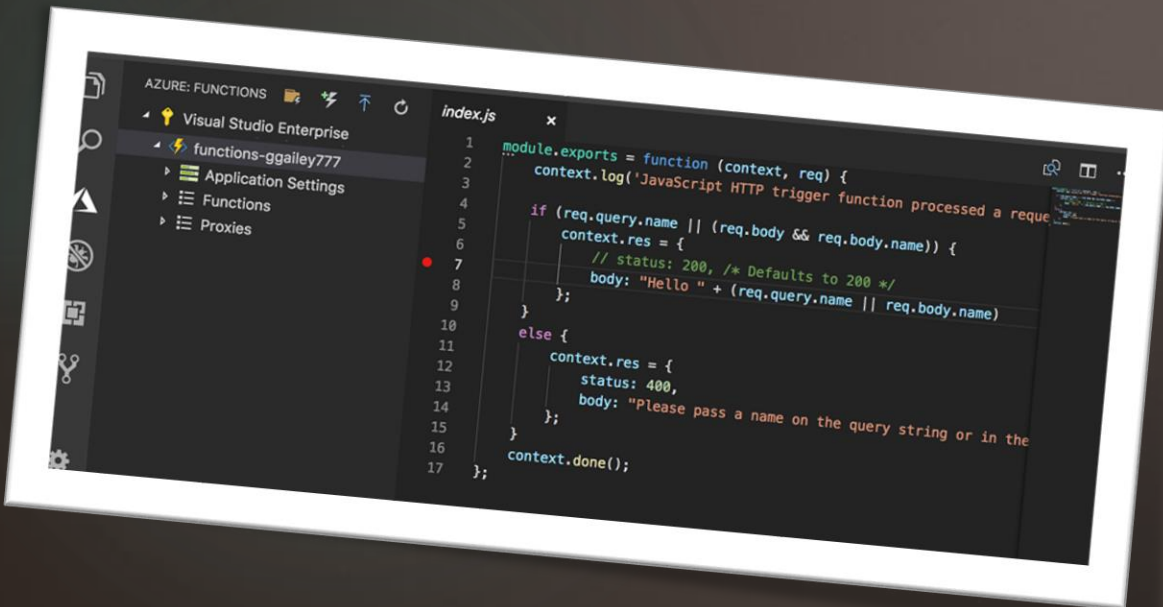 AZURE: FUNCTIONS
Visual Studio Enterprise
functions-ggailey777
Application Settings
Functions
Proxies
index.js
1 module.exports = function (context, req) {
2 context.log('JavaScript HTTP trigger function processed a reque
3
4 if (req.query.name || (req.body && req.body.name)) {
5 context.res = {
6 // status: 200, /* Defaults to 200 */
7 body: "Hello " + (req.query.name || req.body.name)
8 };
9 }
10 else {
11 context.res = {
12 status: 400,
13 body: "Please pass a name on the query string or in the
14 };
15 }
16 context.done();
17 };